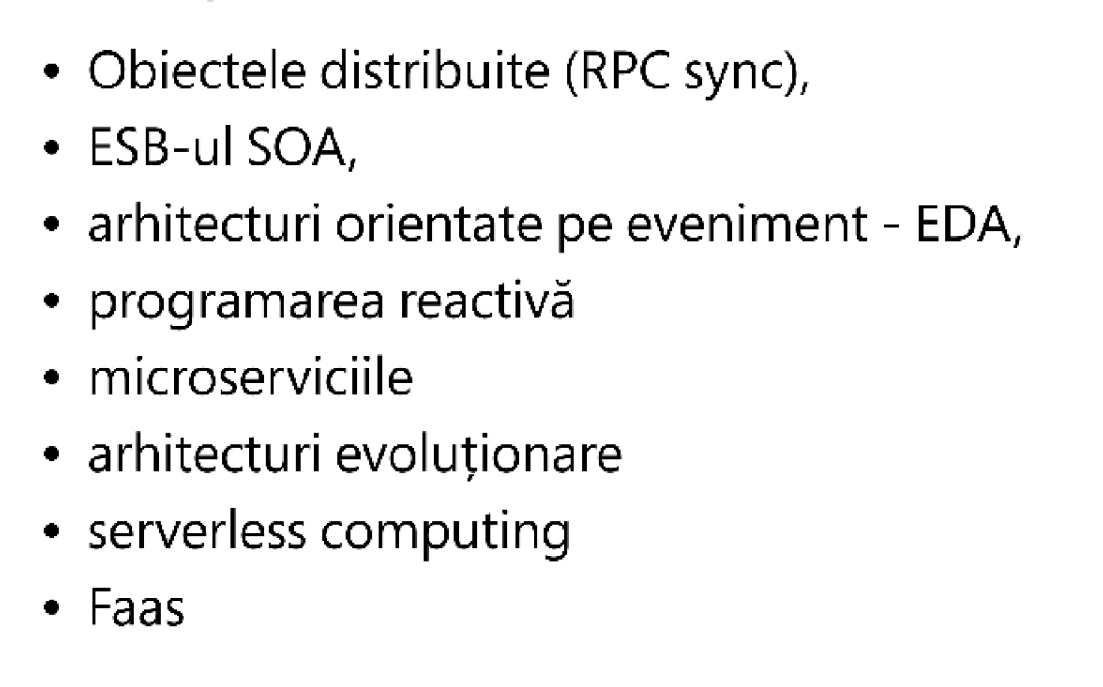 • Obiectele distribuite (RPC sync),
• ESB-ul SOA,
• arhitecturi orientate pe eveniment - EDA,
• programarea reactivă
• microserviciile
• arhitecturi evoluționare
• serverless computing
• Faas